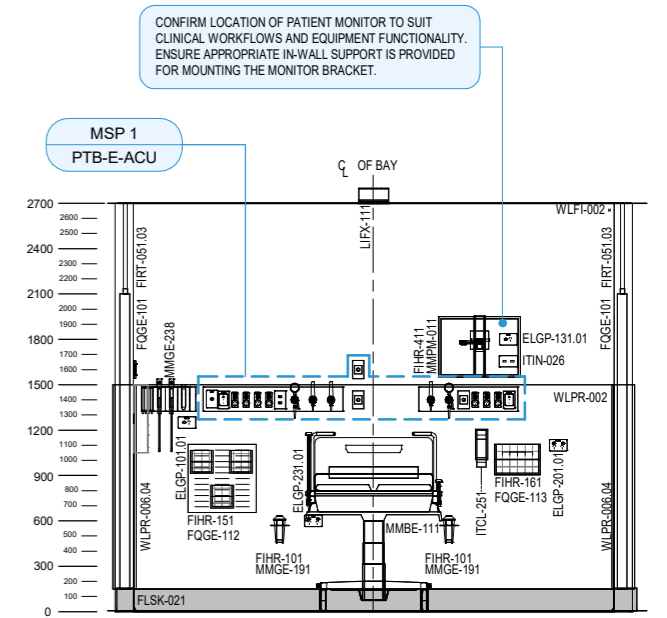 CONFIRM LOCATION OF PATIENT MONITOR TO SUIT
CLINICAL WORKFLOWS AND EQUIPMENT FUNCTIONALITY.
ENSURE APPROPRIATE IN-WALL SUPPORT IS PROVIDED
FOR MOUNTING THE MONITOR BRACKET.
MSP 1
PTB-E-ACU
CL OF BAY
2700
2600
2500
2400
2300
2200
2100
2000
1900
1800
1700
1600
1500
1400
1300
1200
1100
1000
900
800
700
600
500
400
300
200
100
0
FIRT-051.03
FQGE-101
MMGE-238
LIFX-111
WLFI-002
FIRT-051.03
FQGE-101
FIHR-411
MMPM-011
ELGP-131.01
ITIN-026
WLPR-002
ELGP-101.01
ELGP-231.01
WLPR-006.04
FIHR-151
FQGE-112
FIHR-101
MMGE-191
MMBE-111
FIHR-101
MMGE-191
ITCL-251
FIHR-161
FQGE-113
ELGP-201.01
WLPR-006.04
FLSK-021